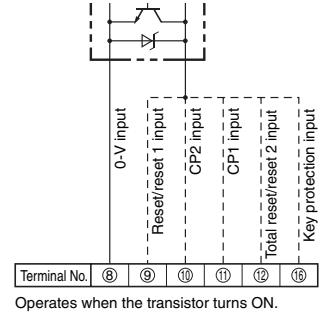 0-V input
Reset/reset 1 input
CP2 input
CP1 input
Total reset/reset 2 input
Key protection input
Terminal No. ⑧ ⑨ ⑩ ⑪ ⑫ ⑯
Operates when the transistor turns ON.